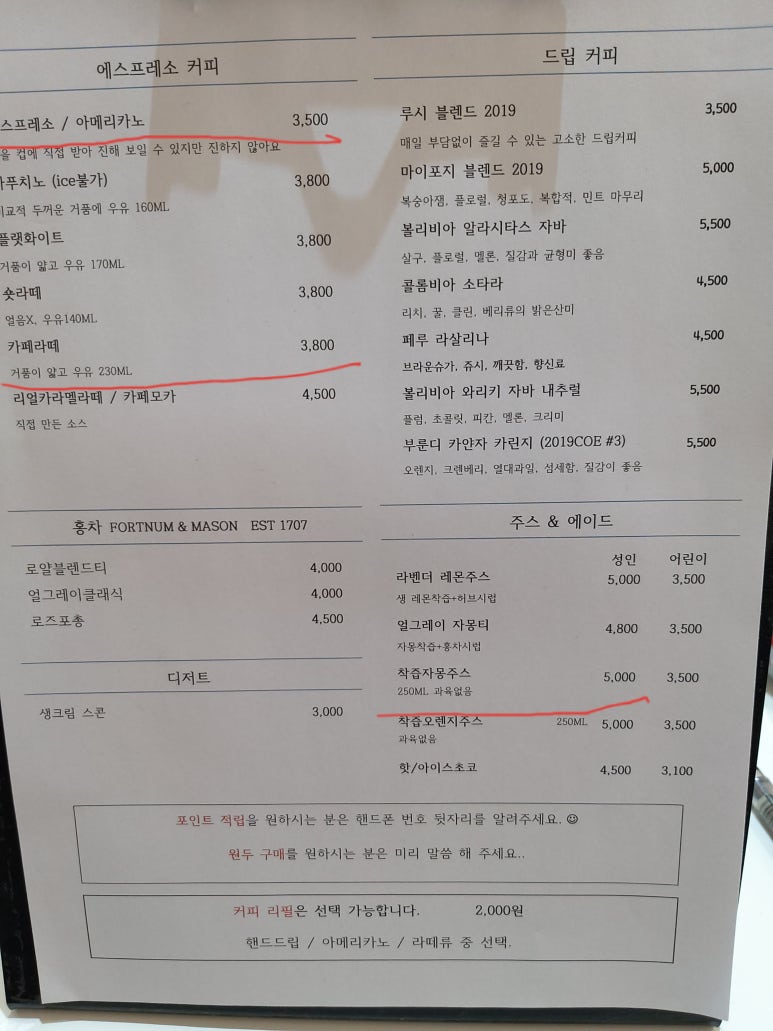 에스프레소 커피
스프레소 / 아메리카노 3,500
을 컵에 직접 받아 진해 보일 수 있지만 진하지 않아요
푸치노 (ice불가) 3,800
교적 두꺼운 거품에 우유 160ML
플랫화이트 3,800
거품이 얇고 우유 170ML
숏라떼 3,800
얼음X, 우유140ML
카페라떼 3,800
거품이 얇고 우유 230ML
리얼카라멜라떼 / 카페모카 4,500
직접 만든 소스
홍차 FORTNUM & MASON EST 1707
로얄블렌드티 4,000
얼그레이클래식 4,000
로즈포총 4,500
디저트
생크림 스콘 3,000
드립 커피
루시 블렌드 2019 3,500
매일 부담없이 즐길 수 있는 고소한 드립커피
마이포지 블렌드 2019 5,000
복숭아잼, 플로럴, 청포도, 복합적, 민트 마무리
볼리비아 알라시타스 자바 5,500
살구, 플로럴, 멜론, 질감과 균형미 좋음
콜롬비아 소타라 4,500
리치, 꿀, 클린, 베리류의 밝은산미
페루 라살리나 4,500
브라운슈가, 쥬시, 깨끗함, 향신료
볼리비아 와리키 자바 내추럴 5,500
플럼, 초콜릿, 피칸, 멜론, 크리미
부룬디 카얀자 카린지 (2019COE #3) 5,500
오렌지, 크렌베리, 열대과일, 섬세함, 질감이 좋음
주스 & 에이드
성인 어린이
라벤더 레몬주스 5,000 3,500
생 레몬착즙+허브시럽
얼그레이 자몽티 4,800 3,500
자몽착즙+홍차시럽
착즙자몽주스 5,000 3,500
250ML 과육없음
착즙오렌지주스 250ML 5,000 3,500
과육없음
핫/아이스초코 4,500 3,100
포인트 적립을 원하시는 분은 핸드폰 번호 뒷자리를 알려주세요. ☺
원두 구매를 원하시는 분은 미리 말씀 해 주세요..
커피 리필은 선택 가능합니다. 2,000원
핸드드립 / 아메리카노 / 라떼류 중 선택.